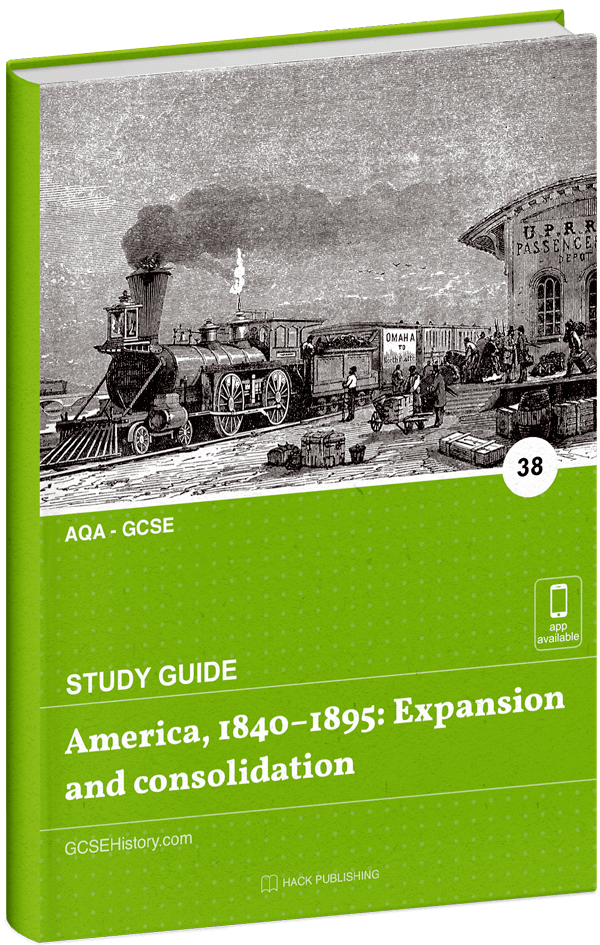 U.P.R.R
PASSENGER
DEPOT
OMAHA
TO
38
AQA - GCSE
app
available
STUDY GUIDE
America, 1840–1895: Expansion
and consolidation
GCSEHistory.com
HACK PUBLISHING